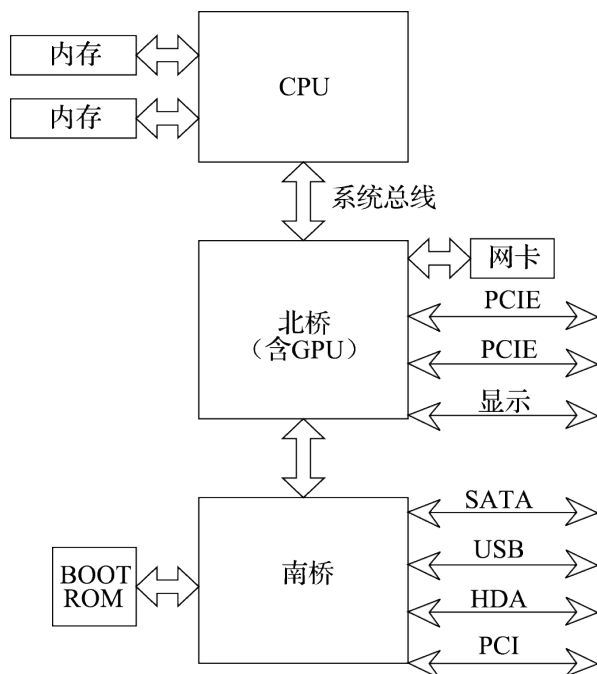 内存
CPU
内存
系统总线
网卡
北桥
（含GPU）
PCIE
PCIE
显示
BOOT
ROM
南桥
SATA
USB
HDA
PCI